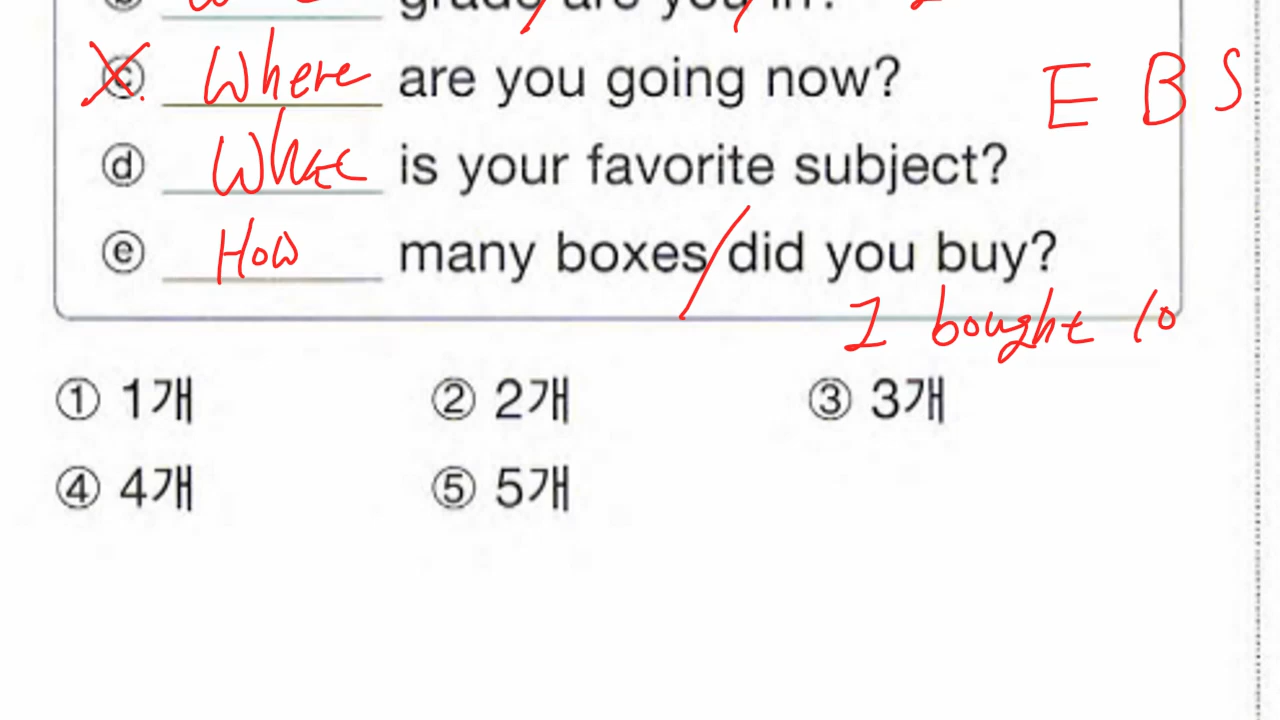 grade are you in?
ⓒ Where are you going now? E B S
ⓓ What is your favorite subject?
ⓔ How many boxes did you buy?
I bought 10
① 1개 ② 2개 ③ 3개
④ 4개 ⑤ 5개